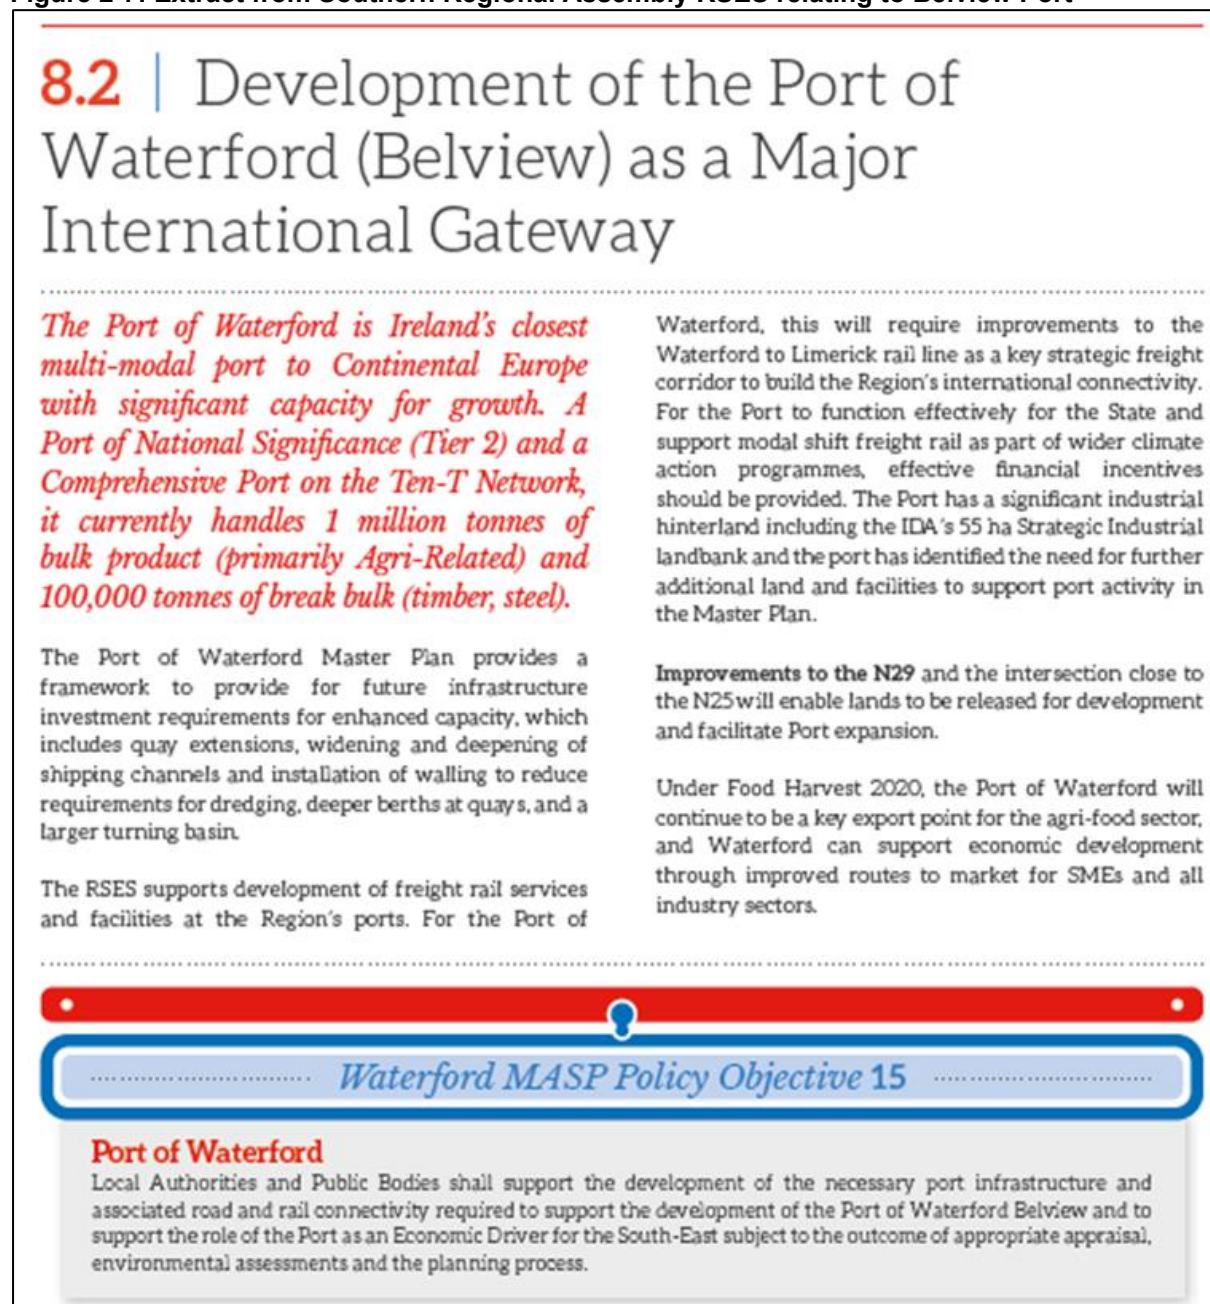 8.2 | Development of the Port of
Waterford (Belview) as a Major
International Gateway
The Port of Waterford is Ireland's closest
multi-modal port to Continental Europe
with significant capacity for growth. A
Port of National Significance (Tier 2) and a
Comprehensive Port on the Ten-T Network,
it currently handles 1 million tonnes of
bulk product (primarily Agri-Related) and
100,000 tonnes of break bulk (timber, steel).
The Port of Waterford Master Plan provides a
framework to provide for future infrastructure
investment requirements for enhanced capacity, which
includes quay extensions, widening and deepening of
shipping channels and installation of walling to reduce
requirements for dredging, deeper berths at quays, and a
larger turning basin.
The RSES supports development of freight rail services
and facilities at the Region's ports. For the Port of
Waterford, this will require improvements to the
Waterford to Limerick rail line as a key strategic freight
corridor to build the Region's international connectivity.
For the Port to function effectively for the State and
support modal shift freight rail as part of wider climate
action programmes, effective financial incentives
should be provided. The Port has a significant industrial
hinterland including the IDA's 55 ha Strategic Industrial
landbank and the port has identified the need for further
additional land and facilities to support port activity in
the Master Plan.
Improvements to the N29 and the intersection close to
the N25 will enable lands to be released for development
and facilitate Port expansion.
Under Food Harvest 2020, the Port of Waterford will
continue to be a key export point for the agri-food sector,
and Waterford can support economic development
through improved routes to market for SMEs and all
industry sectors.
Waterford MASP Policy Objective 15
Port of Waterford
Local Authorities and Public Bodies shall support the development of the necessary port infrastructure and
associated road and rail connectivity required to support the development of the Port of Waterford Belview and to
support the role of the Port as an Economic Driver for the South-East subject to the outcome of appropriate appraisal,
environmental assessments and the planning process.